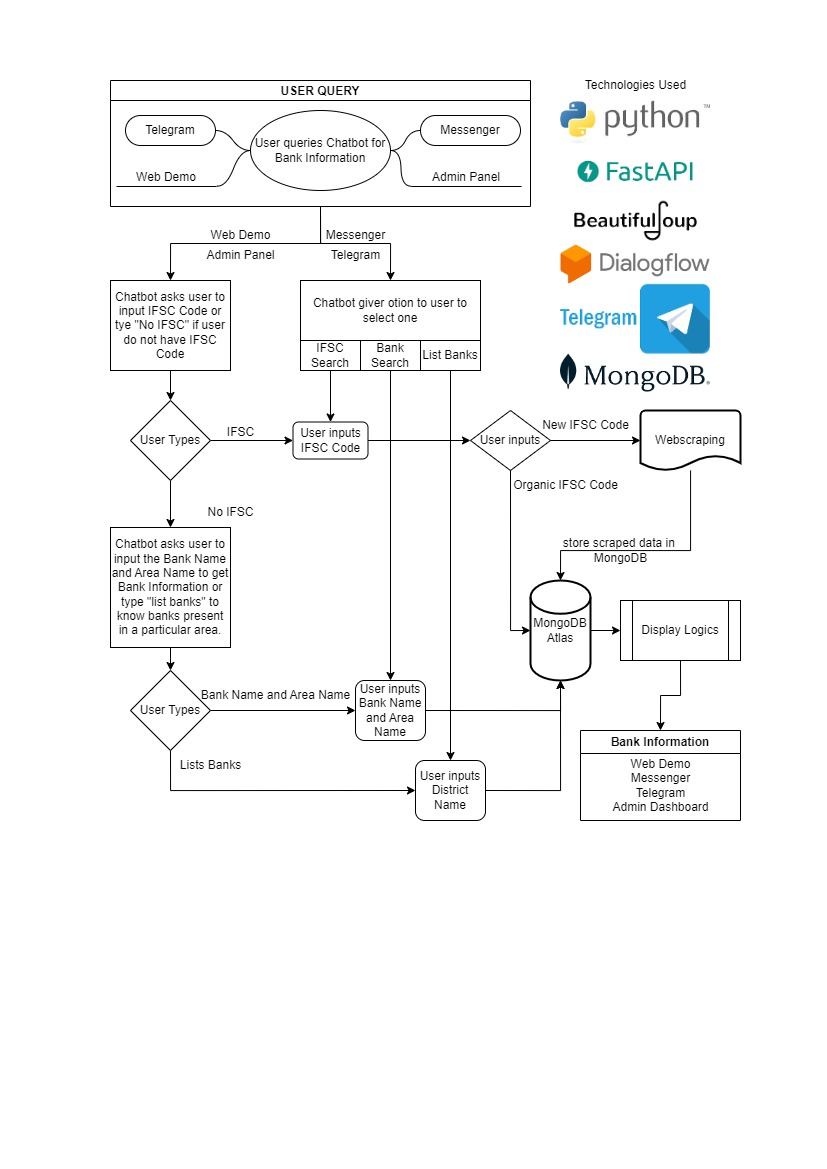 USER QUERY
Telegram
User queries Chatbot for
Bank Information
Messenger
Web Demo
Admin Panel
Technologies Used
python™
FastAPI
BeautifulSoup
Dialogflow
Telegram
MongoDB®
Web Demo
Messenger
Admin Panel
Telegram
Chatbot asks user to
input IFSC Code or
tye "No IFSC" if user
do not have IFSC
Code
Chatbot giver otion to user to
select one
IFSC
Search
Bank
Search
List Banks
User Types
IFSC
User inputs
IFSC Code
User inputs
New IFSC Code
Webscraping
Organic IFSC Code
No IFSC
store scraped data in
MongoDB
Chatbot asks user to
input the Bank Name
and Area Name to get
Bank Information or
type "list banks" to
know banks present
in a particular area.
MongoDB
Atlas
Display Logics
User Types
Bank Name and Area Name
User inputs
Bank Name
and Area
Name
Lists Banks
User inputs
District
Name
Bank Information
Web Demo
Messenger
Telegram
Admin Dashboard